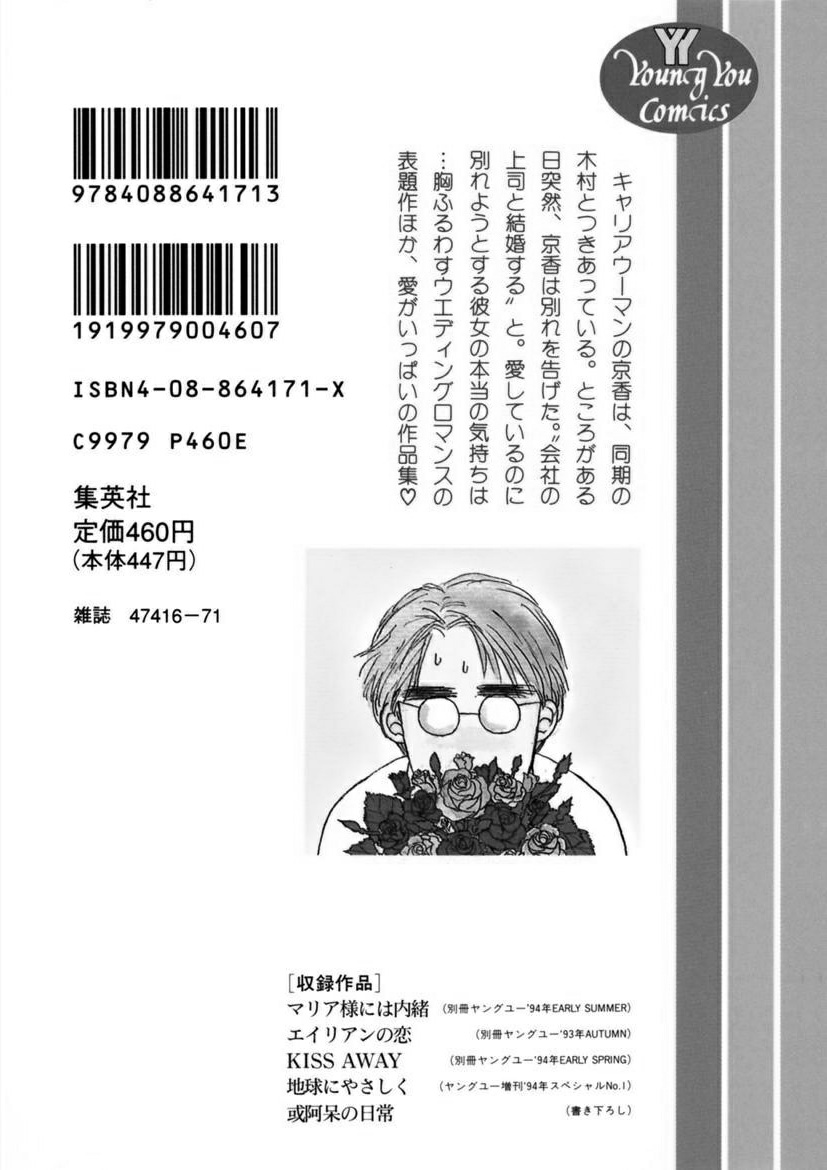 YY
Young You
Comics
キャリアウーマンの京香は、同期の
木村とつきあっている。ところがある
日突然、京香は別れを告げた。〝会社の
上司と結婚する〟と。愛しているのに
別れようとする彼女の本当の気持ちは
…胸ふるわすウエディングロマンスの
表題作ほか、愛がいっぱいの作品集♡
9784088641713
1919979004607
ISBN4-08-864171-X
C9979 P460E
集英社
定価460円
(本体447円)
雑誌 47416-71
[収録作品]
マリア様には内緒 (別冊ヤングユー'94年EARLY SUMMER)
エイリアンの恋 (別冊ヤングユー'93年AUTUMN)
KISS AWAY (別冊ヤングユー'94年EARLY SPRING)
地球にやさしく (ヤングユー増刊'94年スペシャルNo.1)
或阿呆の日常 (書き下ろし)